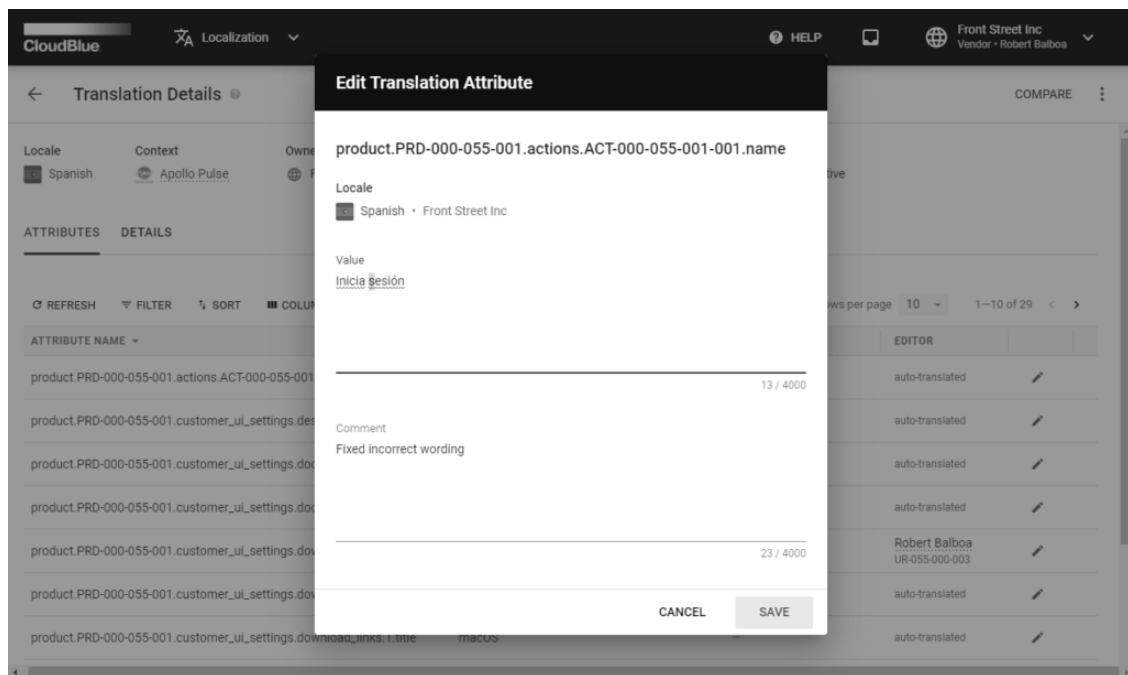 CloudBlue
Localization
HELP
Front Street Inc
Vendor • Robert Balboa
Translation Details
COMPARE
Locale
Context
Spanish
Apollo Pulse
Edit Translation Attribute
product.PRD-000-055-001.actions.ACT-000-055-001-001.name
Locale
Spanish • Front Street Inc
Value
Inicia sesión
13 / 4000
Comment
Fixed incorrect wording
23 / 4000
CANCEL
SAVE
ATTRIBUTES
DETAILS
REFRESH
FILTER
SORT
per page
10
1–10 of 29
ATTRIBUTE NAME
EDITOR
product.PRD-000-055-001.actions.ACT-000-055-001
auto-translated
product.PRD-000-055-001.customer_ui_settings.des
auto-translated
product.PRD-000-055-001.customer_ui_settings.doc
auto-translated
product.PRD-000-055-001.customer_ui_settings.doc
auto-translated
product.PRD-000-055-001.customer_ui_settings.dov
Robert Balboa
UR-055-000-003
product.PRD-000-055-001.customer_ui_settings.dov
auto-translated
product.PRD-000-055-001.customer_ui_settings.download_links.1.title
macOS
–
auto-translated